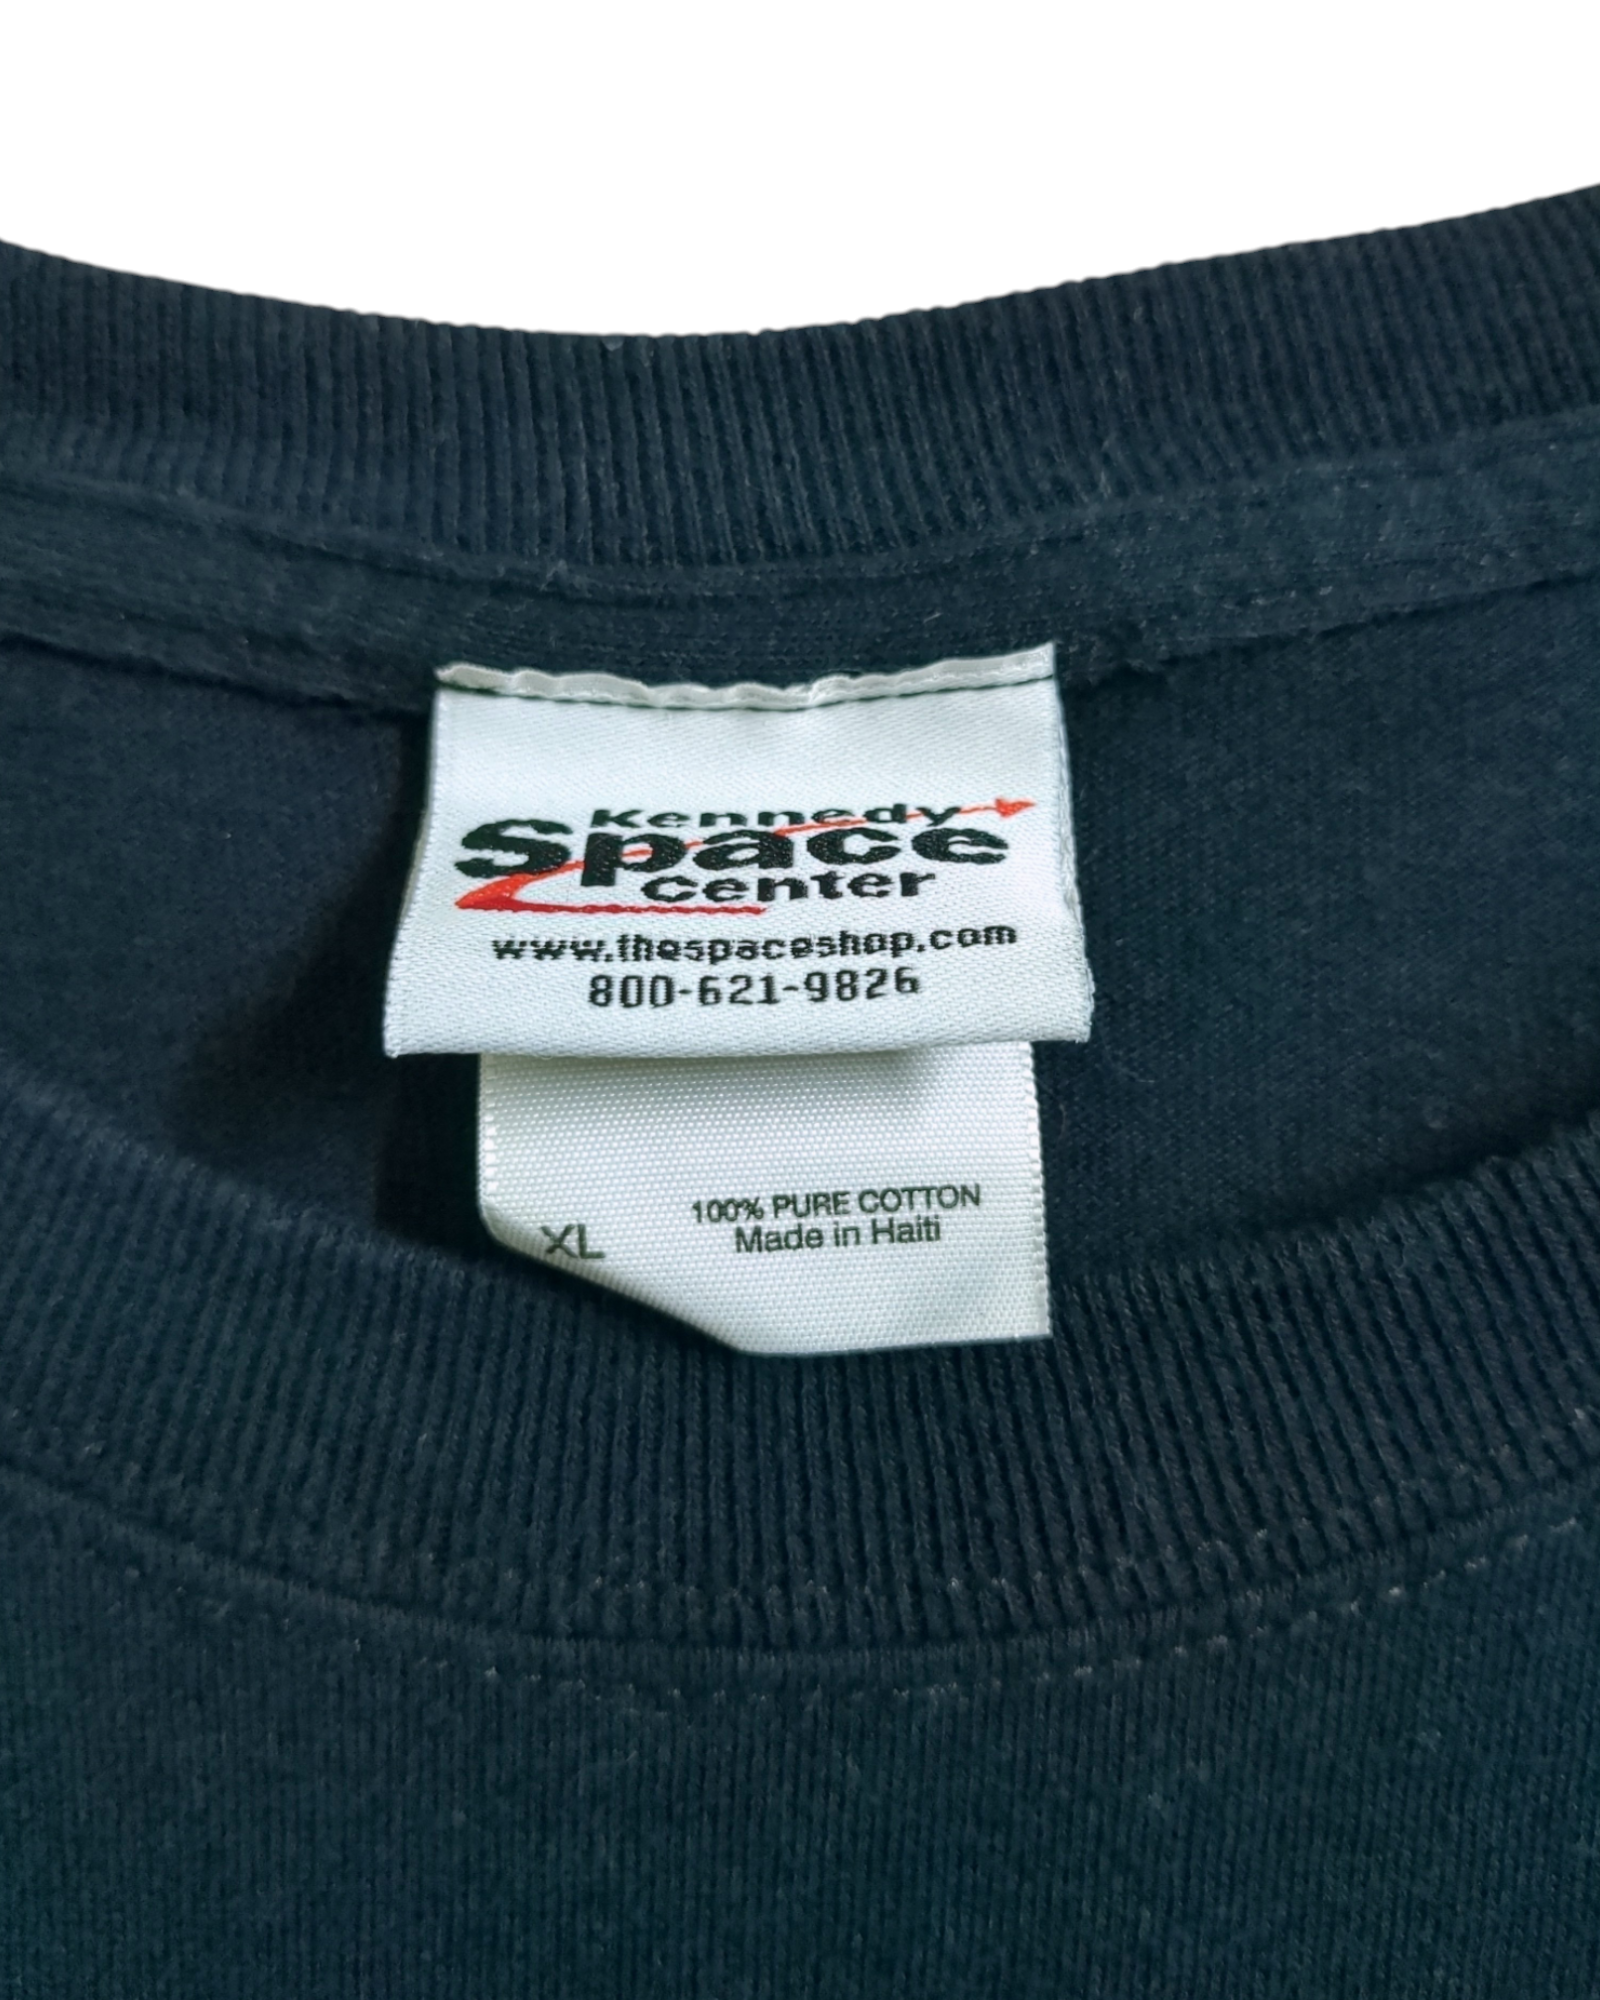 Kennedy
Space
Center
www.thespaceshop.com
800-621-9826
100% PURE COTTON
XL Made in Haiti